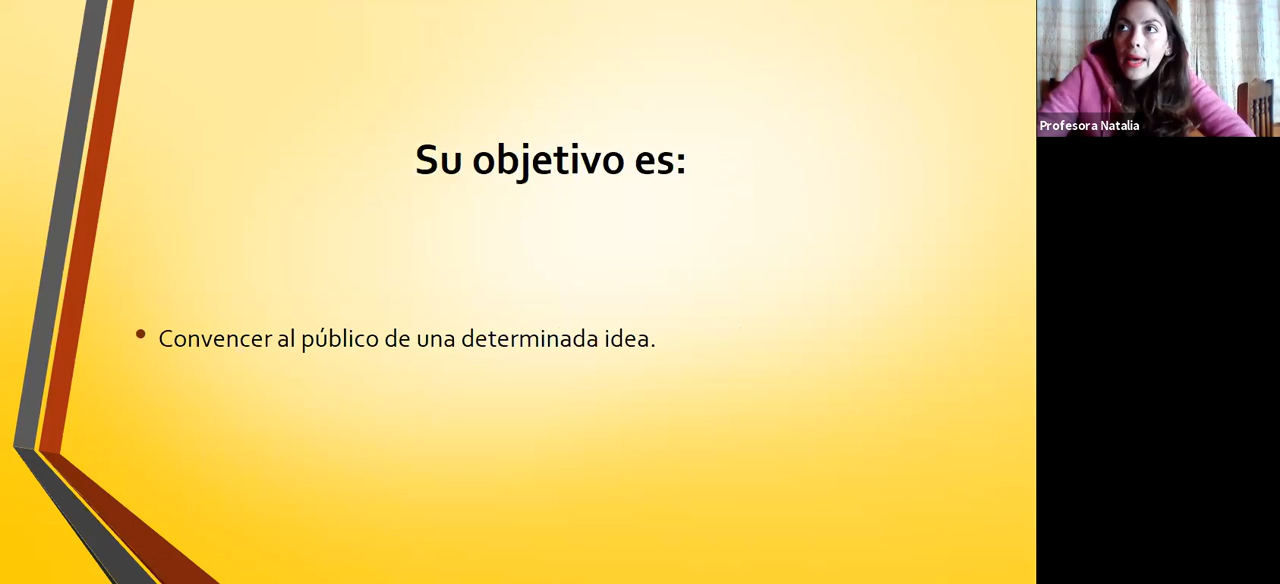 Su objetivo es:
Convencer al público de una determinada idea.
Profesora Natalia